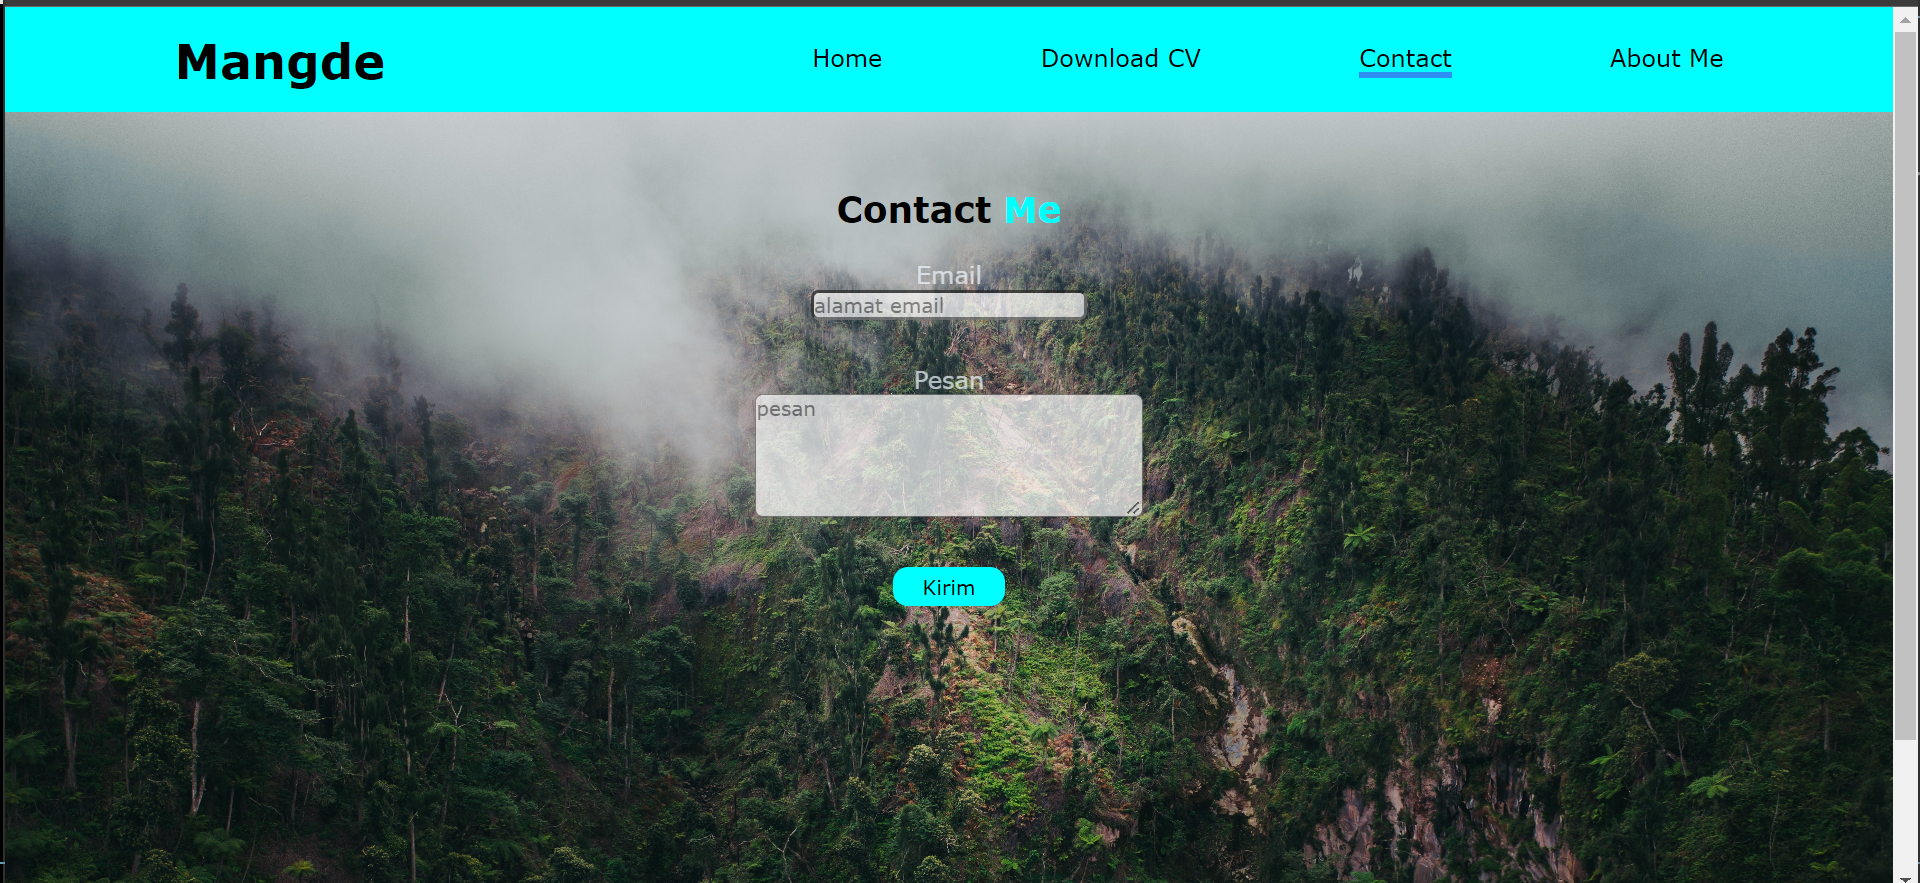 Mangde
Home Download CV Contact About Me
Contact Me
Email
alamat email
Pesan
pesan
Kirim